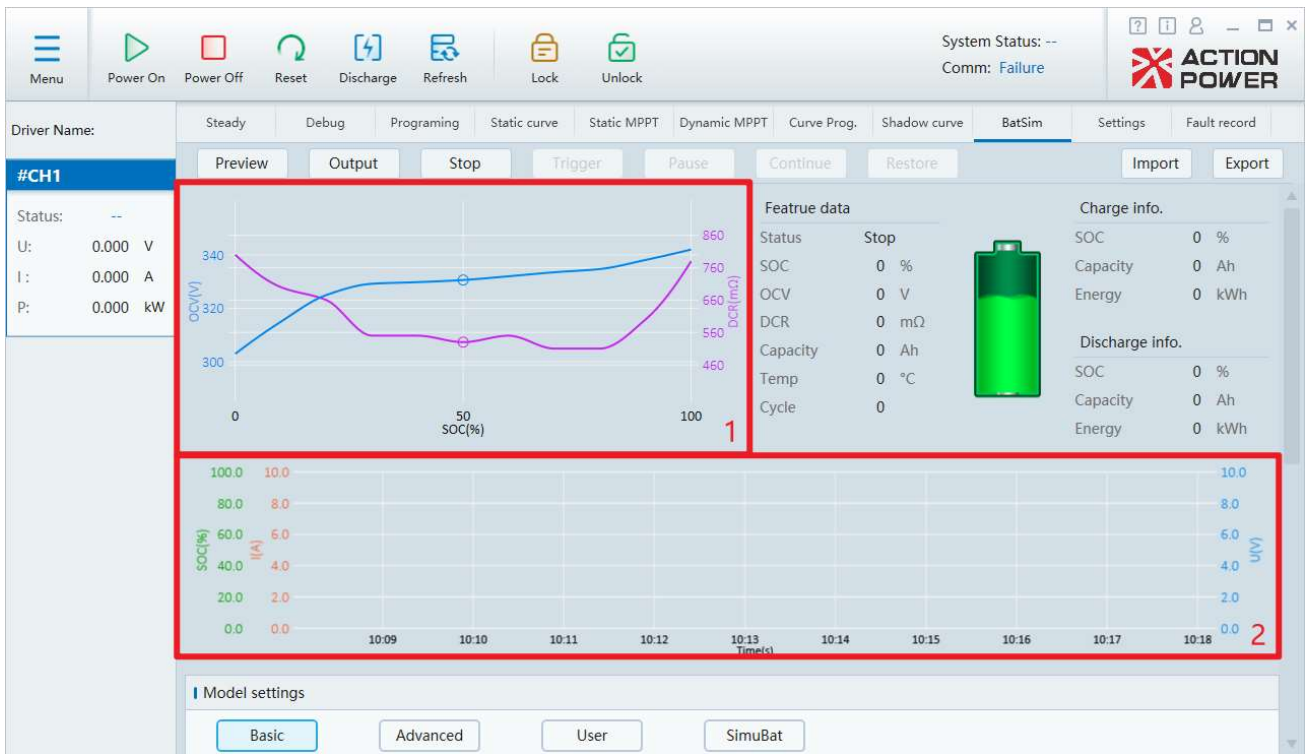 Menu Power On Power Off Reset Discharge Refresh Lock Unlock
System Status: --
Comm: Failure
ACTION
POWER
Driver Name:
Steady Debug Programing Static curve Static MPPT Dynamic MPPT Curve Prog. Shadow curve BatSim Settings Fault record
Preview Output Stop Trigger Pause Continue Restore Import Export
#CH1
Status: --
U: 0.000 V
I : 0.000 A
P: 0.000 kW
340
320
300
OCV(V)
860
760
660
560
460
DCR(mΩ)
0 50 100
SOC(%)
1
Featrue data
Status Stop
SOC 0 %
OCV 0 V
DCR 0 mΩ
Capacity 0 Ah
Temp 0 °C
Cycle 0
Charge info.
SOC 0 %
Capacity 0 Ah
Energy 0 kWh
Discharge info.
SOC 0 %
Capacity 0 Ah
Energy 0 kWh
100.0 10.0 10.0
80.0 8.0 8.0
60.0 6.0 6.0
40.0 4.0 4.0
20.0 2.0 2.0
0.0 0.0 0.0
SOC(%)
I(A)
U(V)
10:09 10:10 10:11 10:12 10:13 10:14 10:15 10:16 10:17 10:18
Time(s)
2
Model settings
Basic Advanced User SimuBat